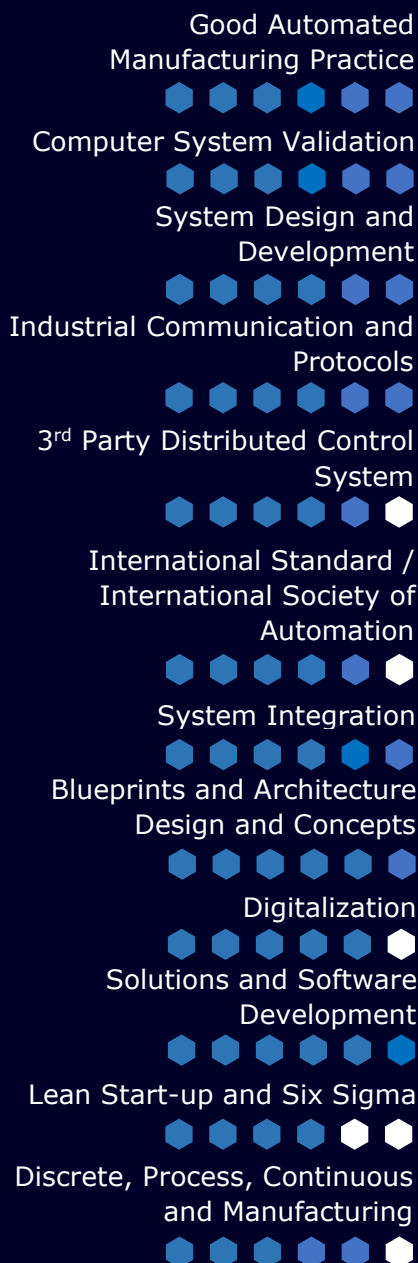 Good Automated
Manufacturing Practice
Computer System Validation
System Design and
Development
Industrial Communication and
Protocols
3rd Party Distributed Control
System
International Standard /
International Society of
Automation
System Integration
Blueprints and Architecture
Design and Concepts
Digitalization
Solutions and Software
Development
Lean Start-up and Six Sigma
Discrete, Process, Continuous
and Manufacturing